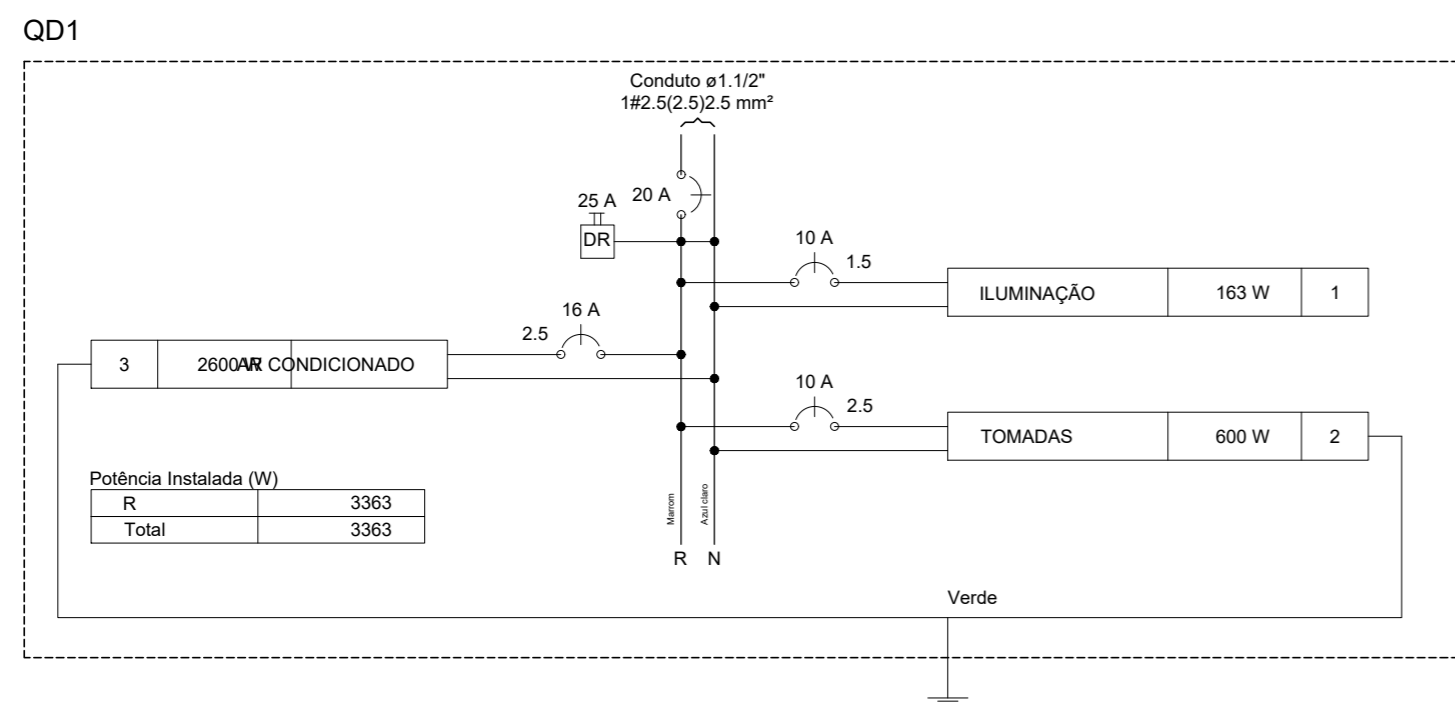 QD1
Conduto ø1.1/2"
1#2.5(2.5)2.5 mm²
25 A
20 A
DR
10 A
1.5
ILUMINAÇÃO 163 W 1
16 A
2.5
3 2600 W AR CONDICIONADO
10 A
2.5
TOMADAS 600 W 2
Potência Instalada (W)
R 3363
Total 3363
Marrom
Azul claro
R N
Verde